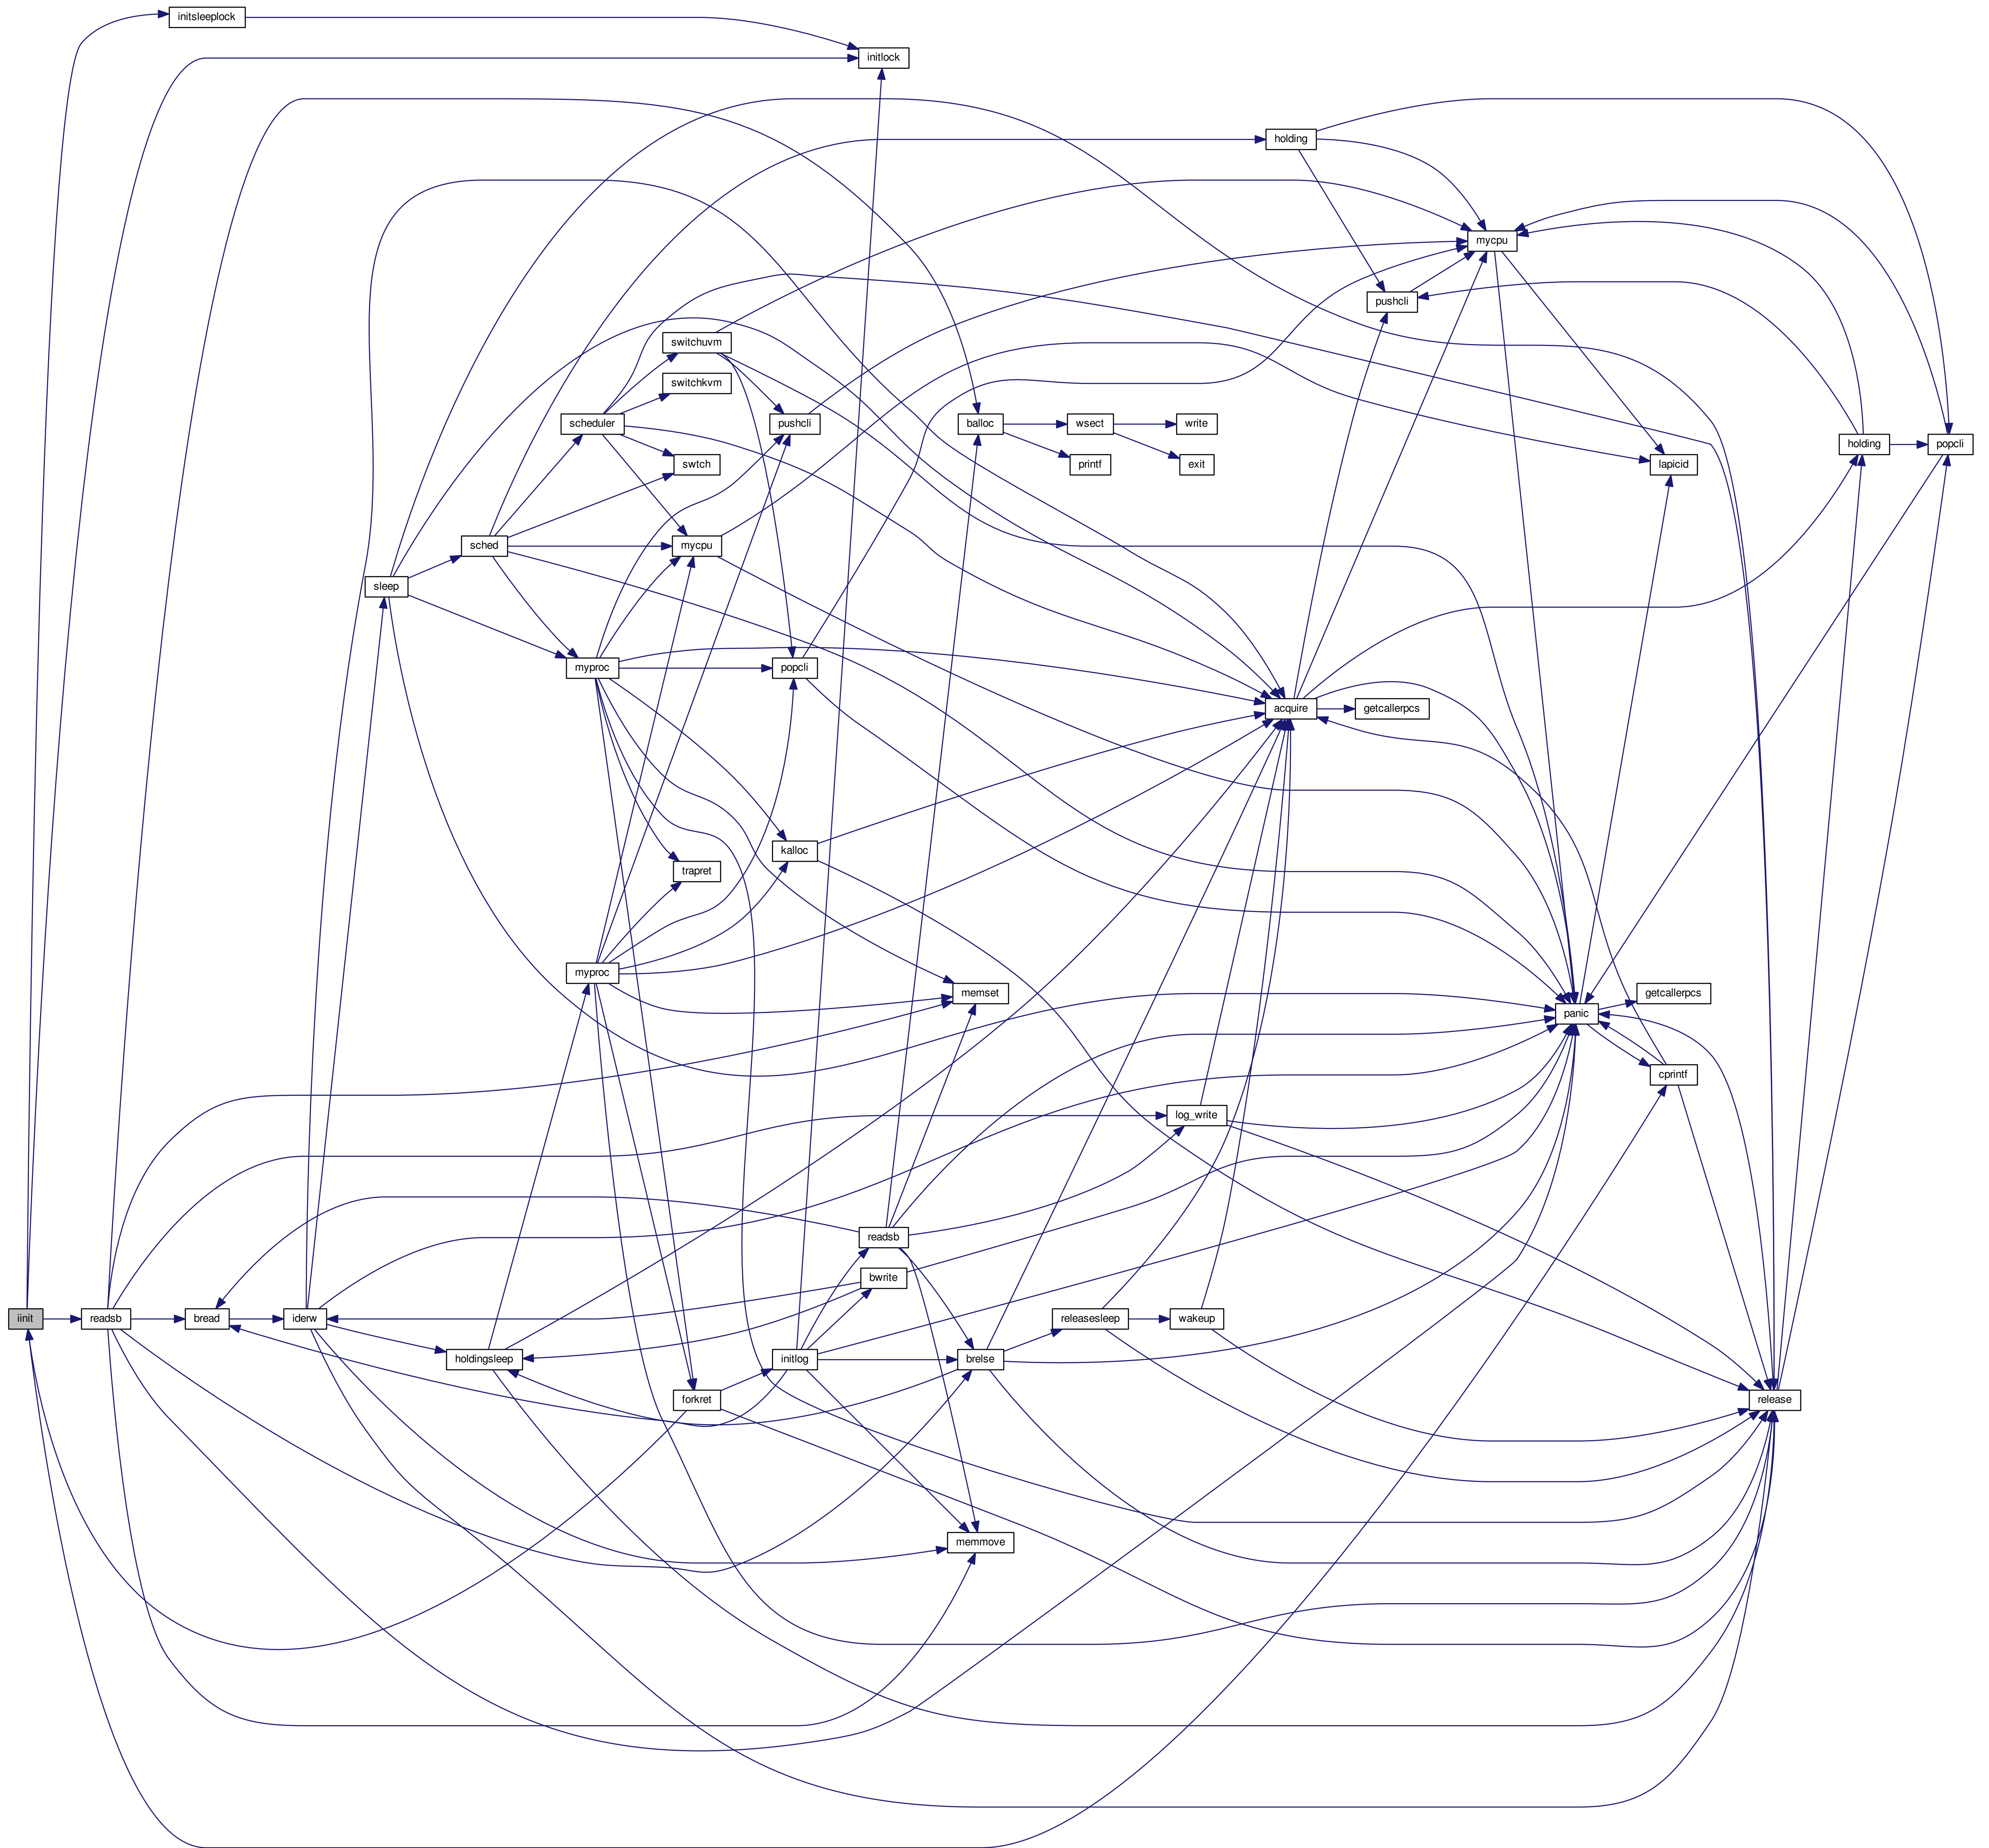 initsleeplock
initlock
holding
mycpu
pushcli
switchuvm
switchkvm
scheduler
pushcli
balloc
wsect
write
holding
popcli
swtch
printf
exit
lapicid
sched
mycpu
sleep
myproc
popcli
acquire
getcallerpcs
kalloc
trapret
myproc
memset
getcallerpcs
panic
cprintf
log_write
readsb
bwrite
iinit
readsb
bread
iderw
releasesleep
wakeup
holdingsleep
initlog
brelse
forkret
release
memmove